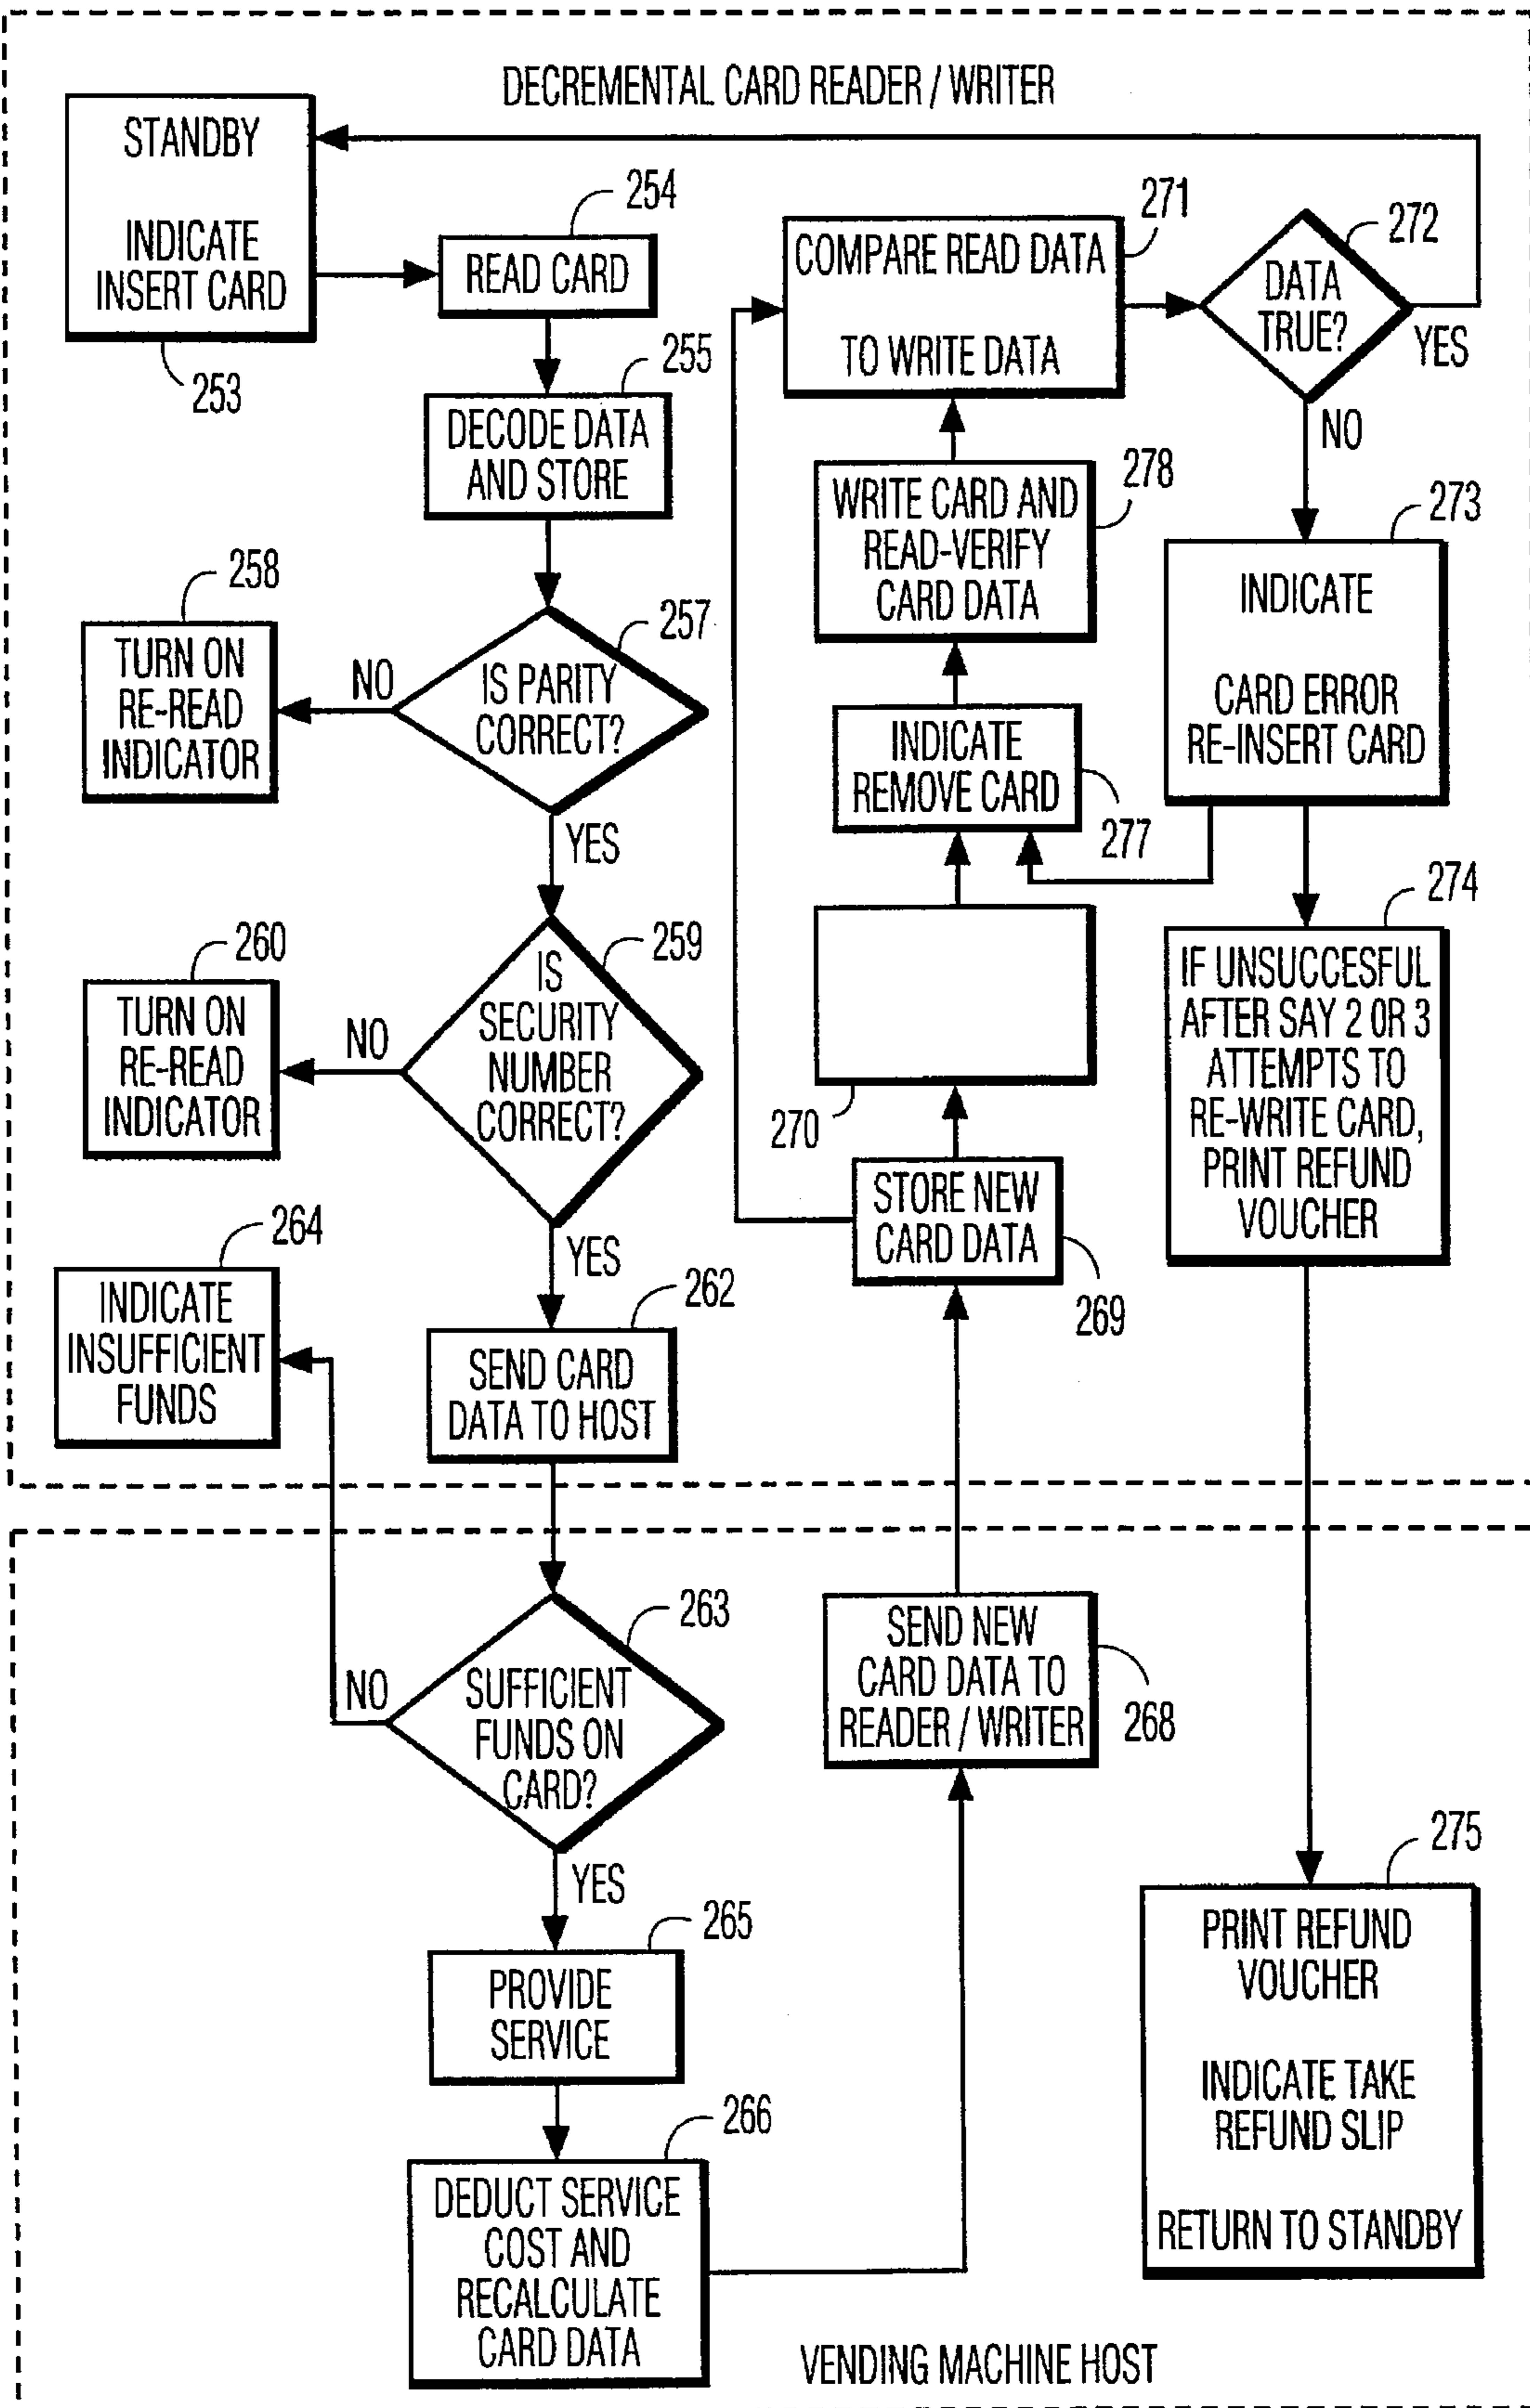 DECREMENTAL CARD READER / WRITER
STANDBY
INDICATE
INSERT CARD
253
254
READ CARD
255
DECODE DATA
AND STORE
257
IS PARITY
CORRECT?
NO
YES
258
TURN ON
RE-READ
INDICATOR
259
IS
SECURITY
NUMBER
CORRECT?
NO
YES
260
TURN ON
RE-READ
INDICATOR
262
SEND CARD
DATA TO HOST
264
INDICATE
INSUFFICIENT
FUNDS
271
COMPARE READ DATA
TO WRITE DATA
272
DATA
TRUE?
YES
NO
278
WRITE CARD AND
READ-VERIFY
CARD DATA
273
INDICATE
CARD ERROR
RE-INSERT CARD
INDICATE
REMOVE CARD
277
270
274
IF UNSUCCESFUL
AFTER SAY 2 OR 3
ATTEMPTS TO
RE-WRITE CARD,
PRINT REFUND
VOUCHER
STORE NEW
CARD DATA
269
263
SUFFICIENT
FUNDS ON
CARD?
NO
YES
265
PROVIDE
SERVICE
266
DEDUCT SERVICE
COST AND
RECALCULATE
CARD DATA
SEND NEW
CARD DATA TO
READER / WRITER
268
275
PRINT REFUND
VOUCHER
INDICATE TAKE
REFUND SLIP
RETURN TO STANDBY
VENDING MACHINE HOST